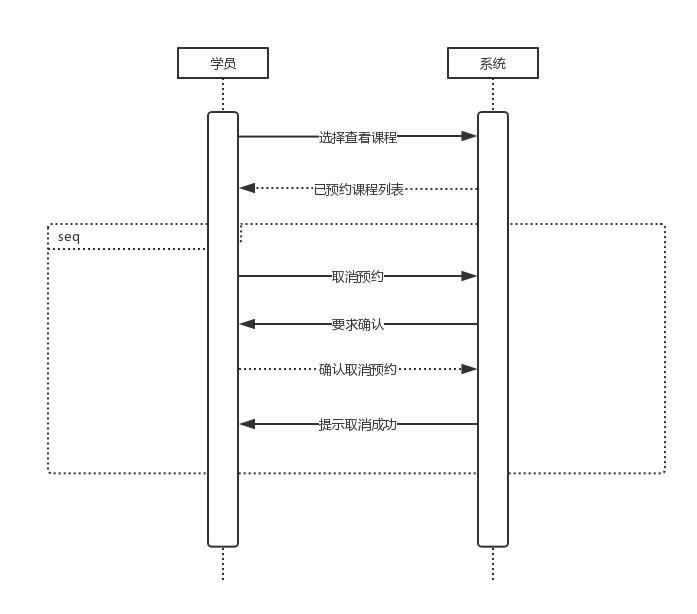 学员
系统
选择查看课程
已预约课程列表
seq
取消预约
要求确认
确认取消预约
提示取消成功